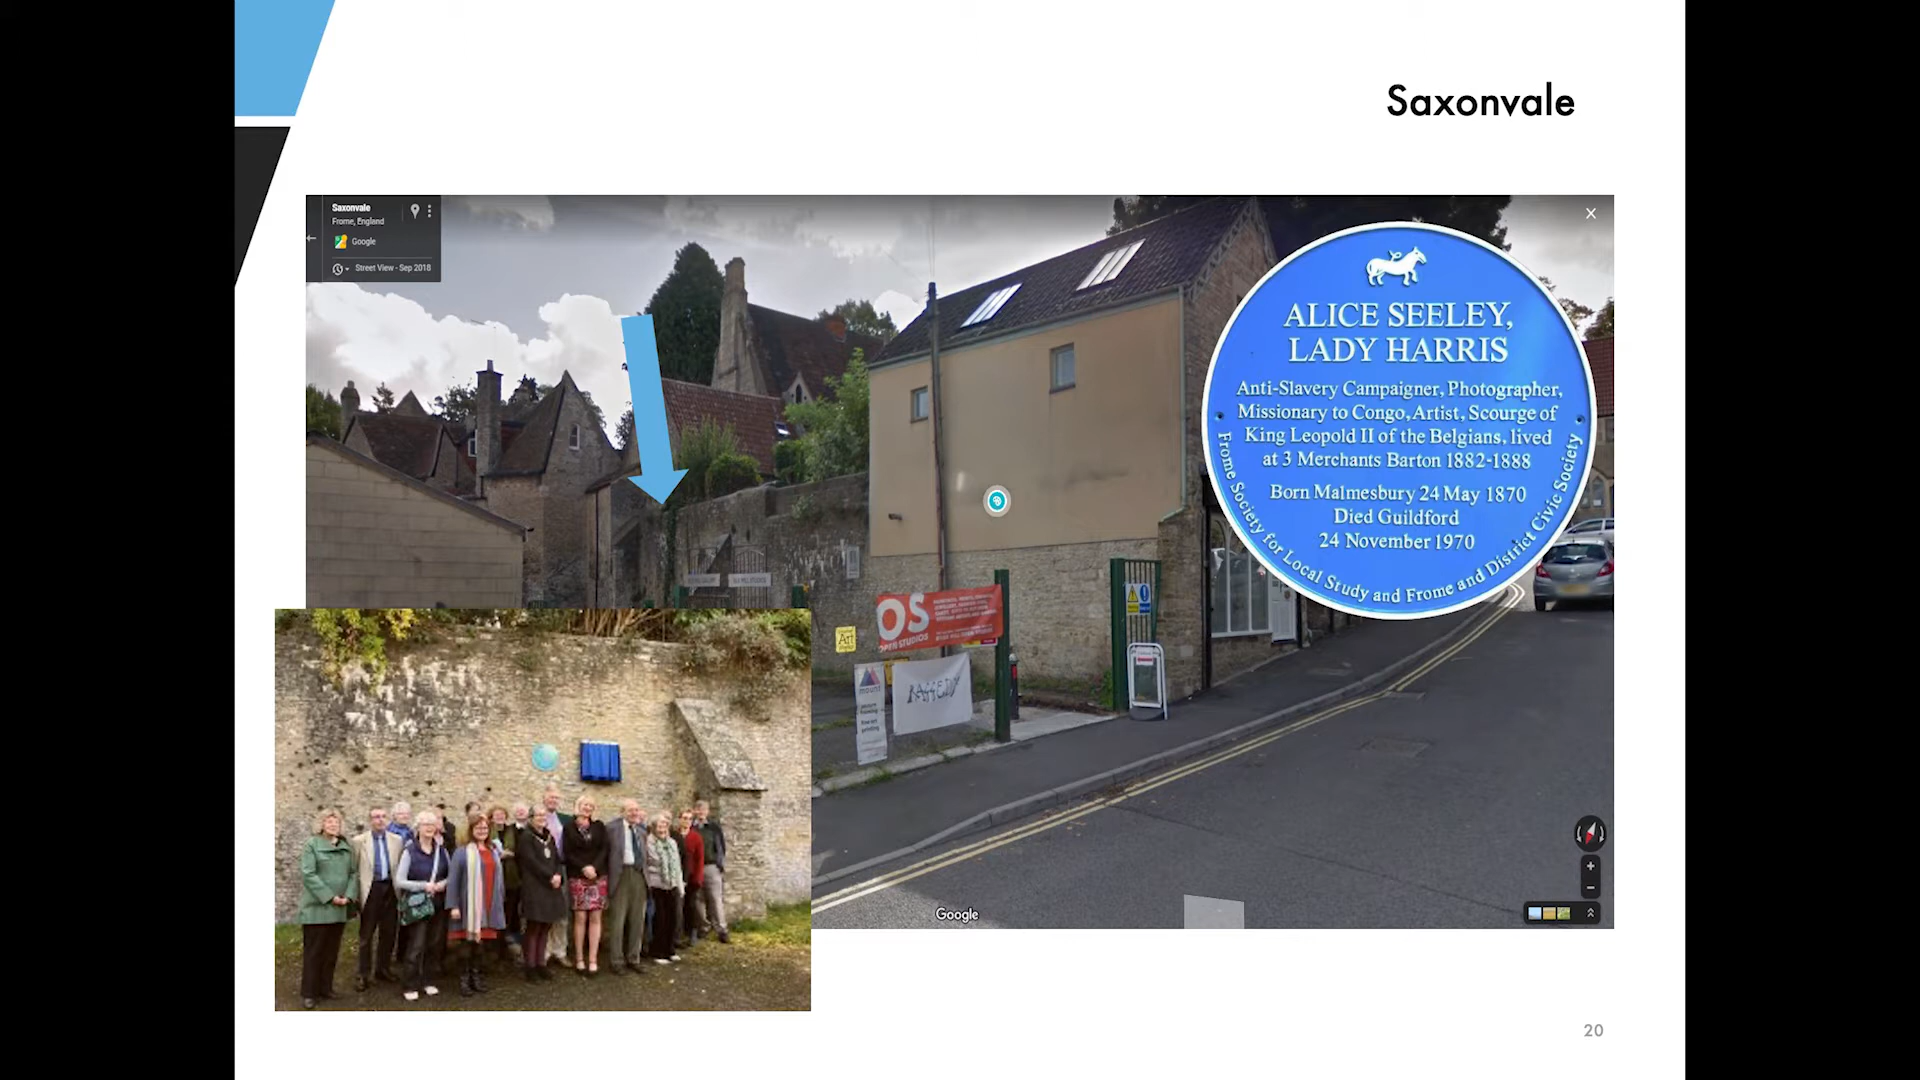 Saxonvale
Saxonvale
Frome, England
Google
Street View - Sep 2018
ALICE SEELEY,
LADY HARRIS
Anti-Slavery Campaigner, Photographer,
Missionary to Congo, Artist, Scourge of
King Leopold II of the Belgians, lived
at 3 Merchants Barton 1882-1888
Born Malmesbury 24 May 1870
Died Guildford
24 November 1970
Frome Society for Local Study and Frome and District Civic Society
OS
OPEN STUDIOS
Art
mount
Google
20